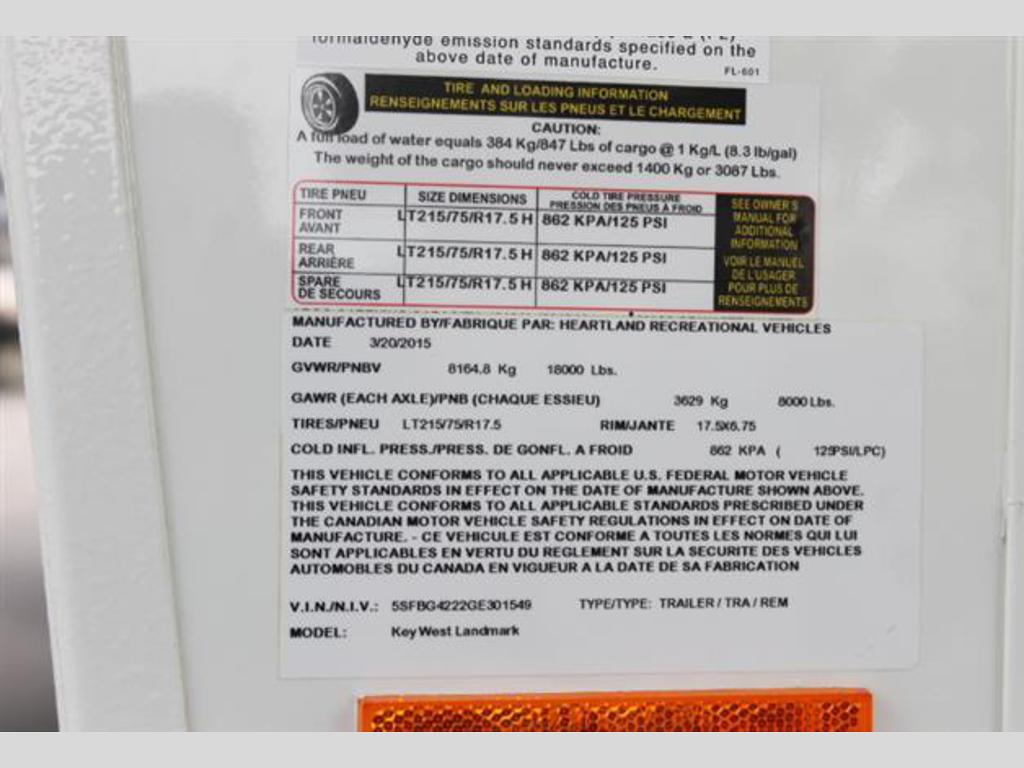 formaldehyde emission standards specified on the
above date of manufacture.
FL-601
TIRE AND LOADING INFORMATION
RENSEIGNEMENTS SUR LES PNEUS ET LE CHARGEMENT
CAUTION:
A full load of water equals 384 Kg/847 Lbs of cargo @ 1 Kg/L (8.3 lb/gal)
The weight of the cargo should never exceed 1400 Kg or 3087 Lbs.
TIRE PNEU SIZE DIMENSIONS COLD TIRE PRESSURE
PRESSION DES PNEUS À FROID
FRONT
AVANT LT215/75/R17.5 H 862 KPA/125 PSI
REAR
ARRIÈRE LT215/75/R17.5 H 862 KPA/125 PSI
SPARE
DE SECOURS LT215/75/R17.5 H 862 KPA/125 PSI
SEE OWNER'S
MANUAL FOR
ADDITIONAL
INFORMATION
VOIR LE MANUEL
DE L'USAGER
POUR PLUS DE
RENSEIGNEMENTS
MANUFACTURED BY/FABRIQUE PAR: HEARTLAND RECREATIONAL VEHICLES
DATE 3/20/2015
GVWR/PNBV 8164.8 Kg 18000 Lbs.
GAWR (EACH AXLE)/PNB (CHAQUE ESSIEU) 3629 Kg 8000 Lbs.
TIRES/PNEU LT215/75/R17.5 RIM/JANTE 17.5X6.75
COLD INFL. PRESS./PRESS. DE GONFL. A FROID 862 KPA ( 125PSI/LPC)
THIS VEHICLE CONFORMS TO ALL APPLICABLE U.S. FEDERAL MOTOR VEHICLE
SAFETY STANDARDS IN EFFECT ON THE DATE OF MANUFACTURE SHOWN ABOVE.
THIS VEHICLE CONFORMS TO ALL APPLICABLE STANDARDS PRESCRIBED UNDER
THE CANADIAN MOTOR VEHICLE SAFETY REGULATIONS IN EFFECT ON DATE OF
MANUFACTURE. - CE VEHICULE EST CONFORME A TOUTES LES NORMES QUI LUI
SONT APPLICABLES EN VERTU DU REGLEMENT SUR LA SECURITE DES VEHICLES
AUTOMOBILES DU CANADA EN VIGUEUR A LA DATE DE SA FABRICATION
V.I.N./N.I.V.: 5SFBG4222GE301549 TYPE/TYPE: TRAILER / TRA / REM
MODEL: Key West Landmark